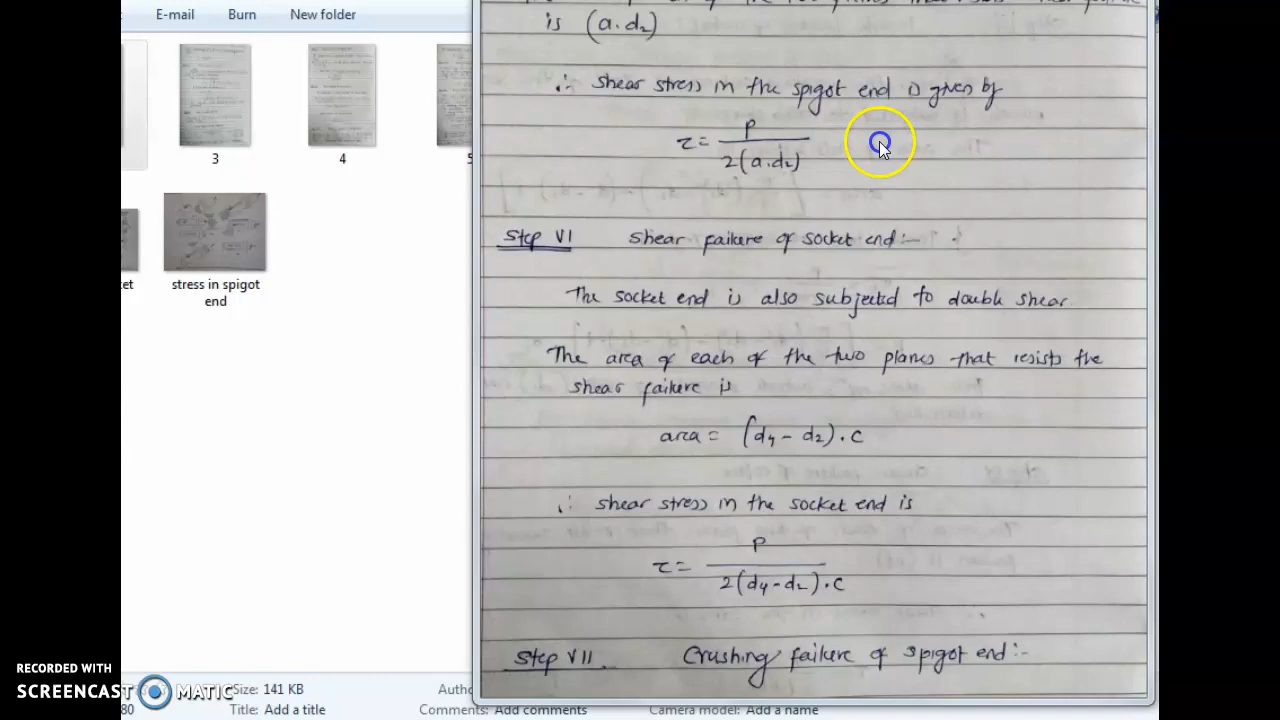 E-mail Burn New folder
3
4
5
stress in spigot
end
is (a.d2)
∴ shear stress in the spigot end is given by
τ = P
2(a.d2)
Step VI Shear failure of socket end :-
The socket end is also subjected to double shear.
The area of each of the two planes that resists the
shear failure is
area = (d4 - d2).c
∴ shear stress in the socket end is
τ = P
2(d4-d2).c
Step VII Crushing failure of spigot end :-
Size: 141 KB
Title: Add a title
Comments: Add comments
Camera model: Add a name
RECORDED WITH
SCREENCAST MATIC